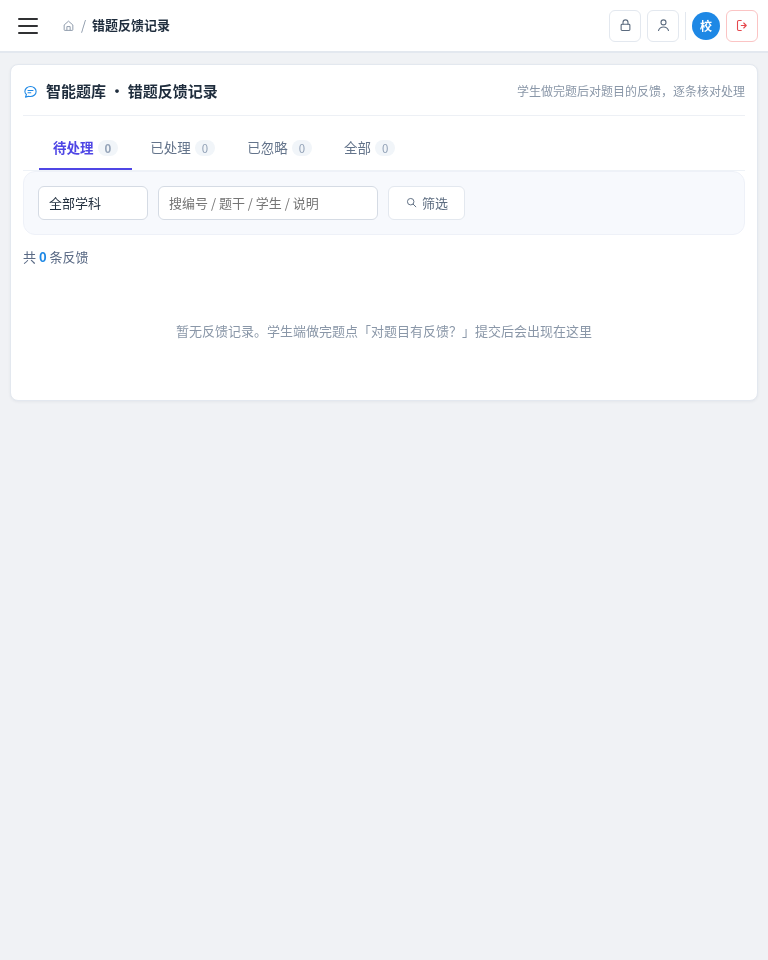 / 错题反馈记录
校
智能题库 · 错题反馈记录
学生做完题后对题目的反馈，逐条核对处理
待处理 0 已处理 0 已忽略 0 全部 0
全部学科 搜编号 / 题干 / 学生 / 说明 筛选
共 0 条反馈
暂无反馈记录。学生端做完题点「对题目有反馈？」提交后会出现在这里